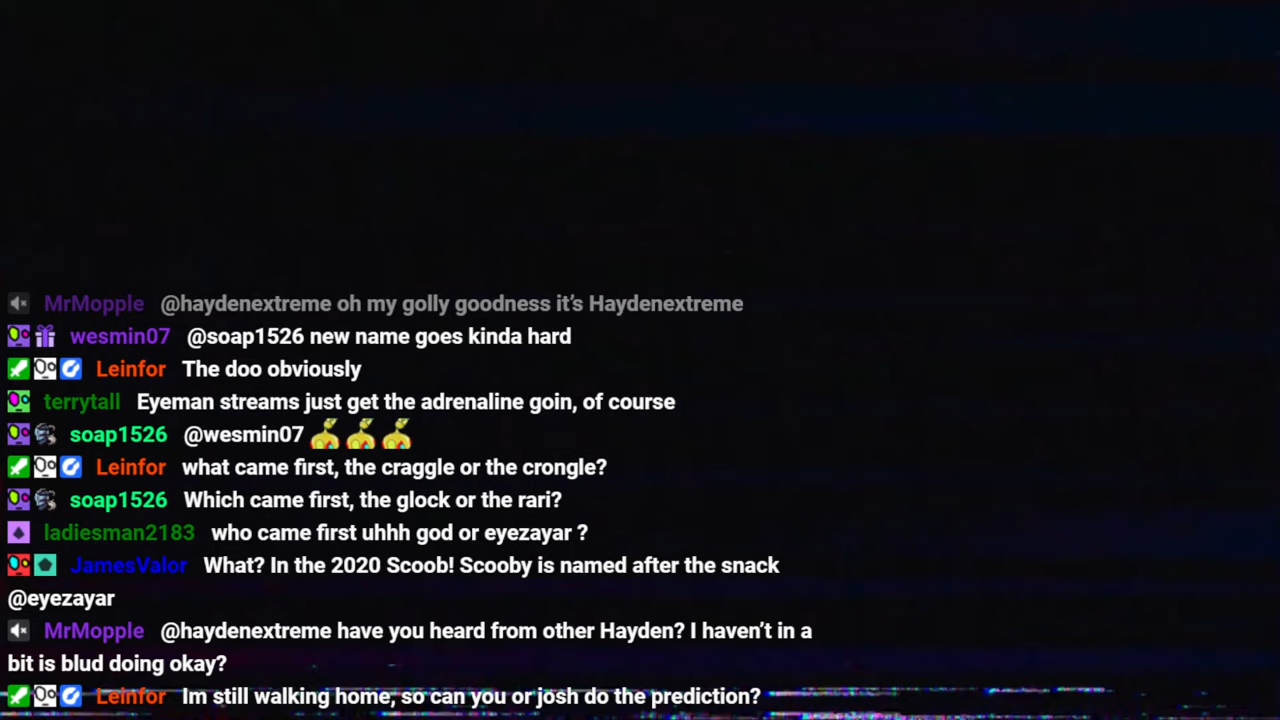 MrMopple @haydenextreme oh my golly goodness it’s Haydenextreme
wesmin07 @soap1526 new name goes kinda hard
Leinfor The doo obviously
terrytall Eyeman streams just get the adrenaline goin, of course
soap1526 @wesmin07
Leinfor what came first, the craggle or the crongle?
soap1526 Which came first, the glock or the rari?
ladiesman2183 who came first uhhh god or eyezayar ?
JamesValor What? In the 2020 Scoob! Scooby is named after the snack
@eyezayar
MrMopple @haydenextreme have you heard from other Hayden? I haven’t in a
bit is blud doing okay?
Leinfor Im still walking home, so can you or josh do the prediction?